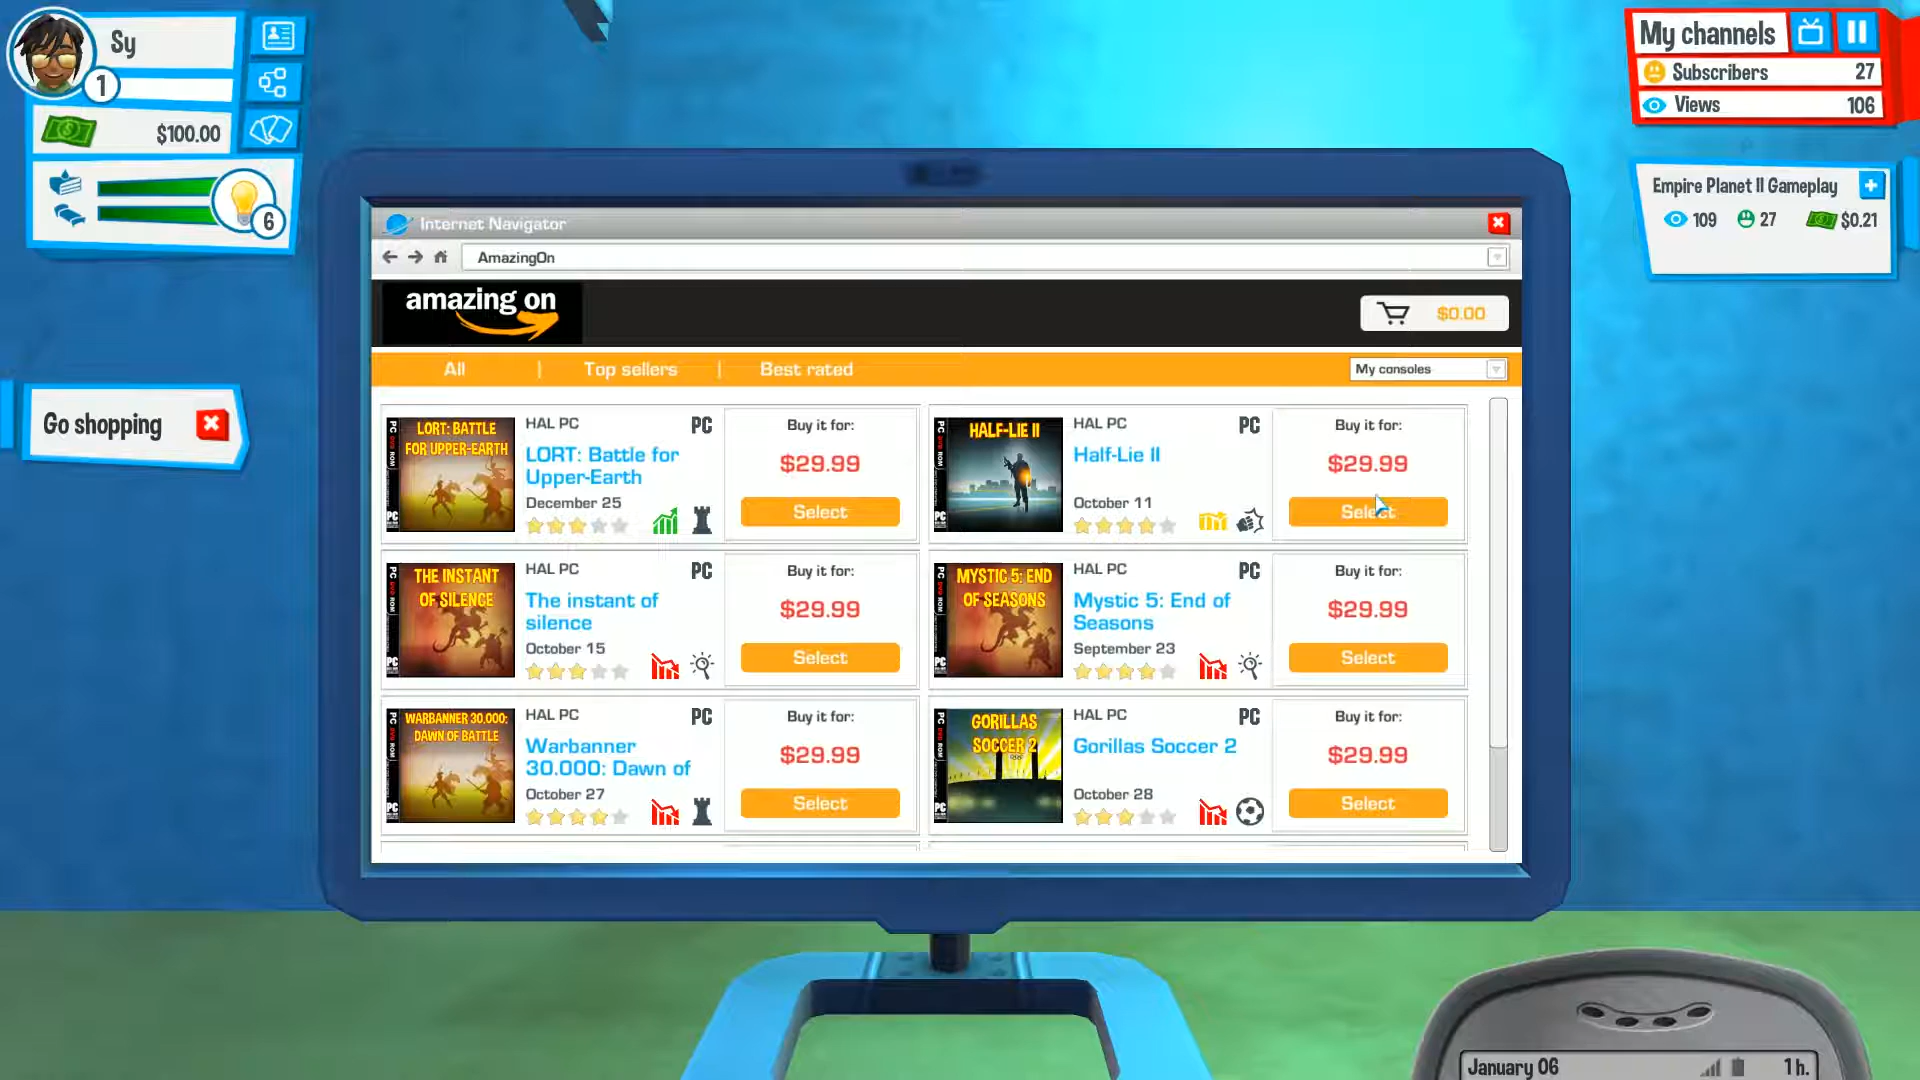 Sy
1
$100.00
6
My channels
Subscribers 27
Views 106
Empire Planet II Gameplay
109 27 $0.21
Go shopping
Internet Navigator
AmazingOn
amazing on
$0.00
All | Top sellers | Best rated
My consoles
LORT: BATTLE
FOR UPPER-EARTH
PC
HAL PC
PC
LORT: Battle for
Upper-Earth
December 25
Buy it for:
$29.99
Select
HALF-LIE II
PC
HAL PC
PC
Half-Lie II
October 11
Buy it for:
$29.99
Select
THE INSTANT
OF SILENCE
PC
HAL PC
PC
The instant of
silence
October 15
Buy it for:
$29.99
Select
MYSTIC 5: END
OF SEASONS
PC
HAL PC
PC
Mystic 5: End of
Seasons
September 23
Buy it for:
$29.99
Select
WARBANNER 30.000:
DAWN OF BATTLE
PC
HAL PC
PC
Warbanner
30.000: Dawn of
October 27
Buy it for:
$29.99
Select
GORILLAS
SOCCER 2
PC
HAL PC
PC
Gorillas Soccer 2
October 28
Buy it for:
$29.99
Select
January 06 1 h.